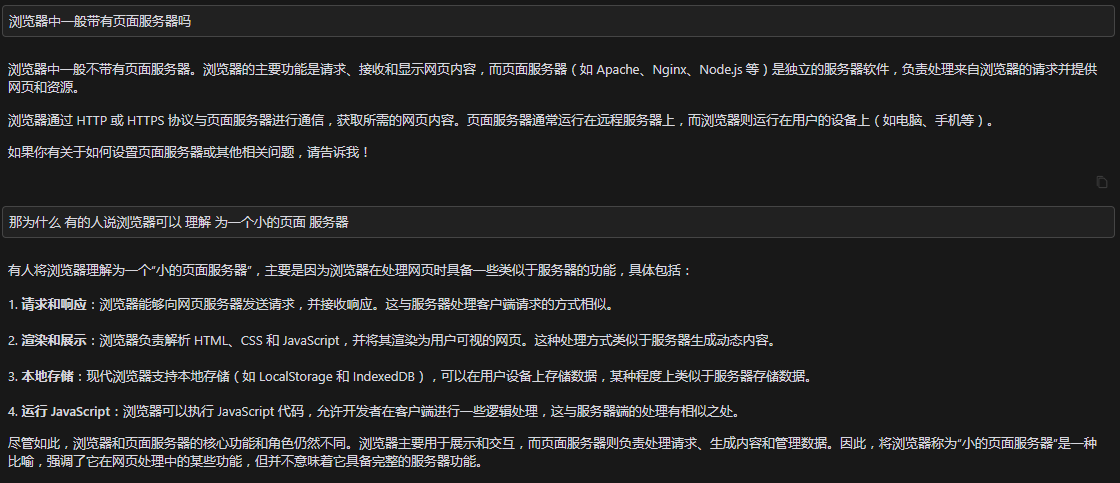 浏览器中一般带有页面服务器吗
浏览器中一般不带有页面服务器。浏览器的主要功能是请求、接收和显示网页内容，而页面服务器（如 Apache、Nginx、Node.js 等）是独立的服务器软件，负责处理来自浏览器的请求并提供
网页和资源。
浏览器通过 HTTP 或 HTTPS 协议与页面服务器进行通信，获取所需的网页内容。页面服务器通常运行在远程服务器上，而浏览器则运行在用户的设备上（如电脑、手机等）。
如果你有关于如何设置页面服务器或其他相关问题，请告诉我！
那为什么 有的人说浏览器可以 理解 为一个小的页面 服务器
有人将浏览器理解为一个“小的页面服务器”，主要是因为浏览器在处理网页时具备一些类似于服务器的功能，具体包括：
1. 请求和响应：浏览器能够向网页服务器发送请求，并接收响应。这与服务器处理客户端请求的方式相似。
2. 渲染和展示：浏览器负责解析 HTML、CSS 和 JavaScript，并将其渲染为用户可视的网页。这种处理方式类似于服务器生成动态内容。
3. 本地存储：现代浏览器支持本地存储（如 LocalStorage 和 IndexedDB），可以在用户设备上存储数据，某种程度上类似于服务器存储数据。
4. 运行 JavaScript：浏览器可以执行 JavaScript 代码，允许开发者在客户端进行一些逻辑处理，这与服务器端的处理有相似之处。
尽管如此，浏览器和页面服务器的核心功能和角色仍然不同。浏览器主要用于展示和交互，而页面服务器则负责处理请求、生成内容和管理数据。因此，将浏览器称为“小的页面服务器”是一种
比喻，强调了它在网页处理中的某些功能，但并不意味着它具备完整的服务器功能。